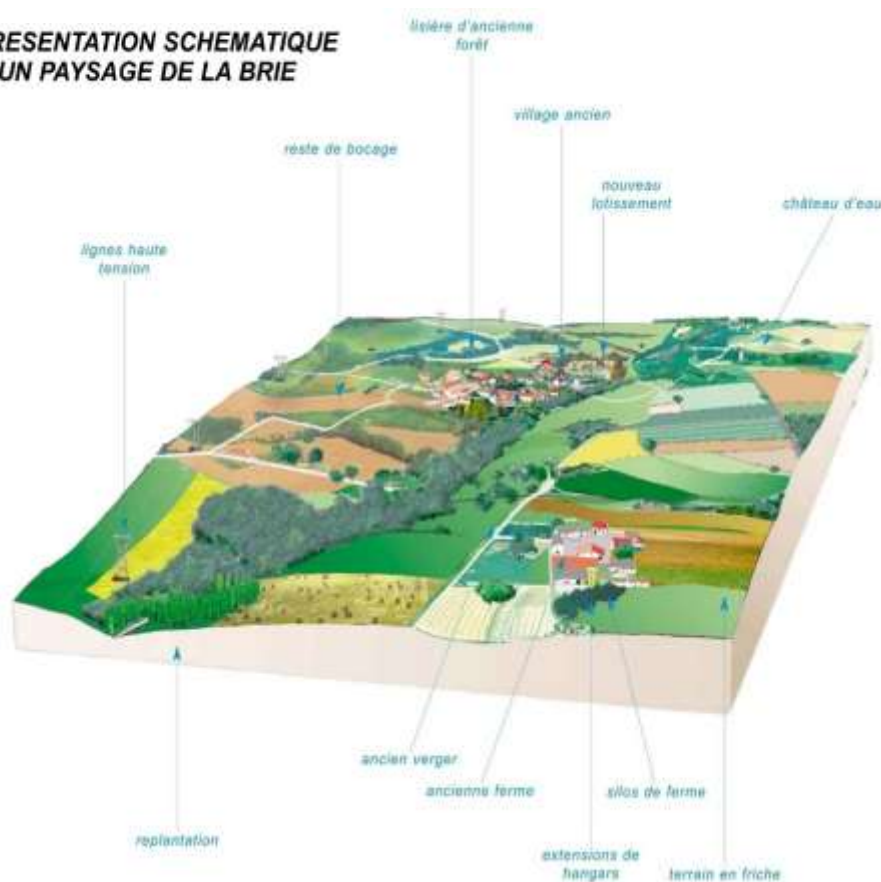 RESENTATION SCHEMATIQUE
UN PAYSAGE DE LA BRIE
lisière d'ancienne
forêt
village ancien
reste de bocage
nouveau
lotissement
château d'eau
lignes haute
tension
ancien verger
ancienne ferme
silos de ferme
replantation
extensions de
hangars
terrain en friche